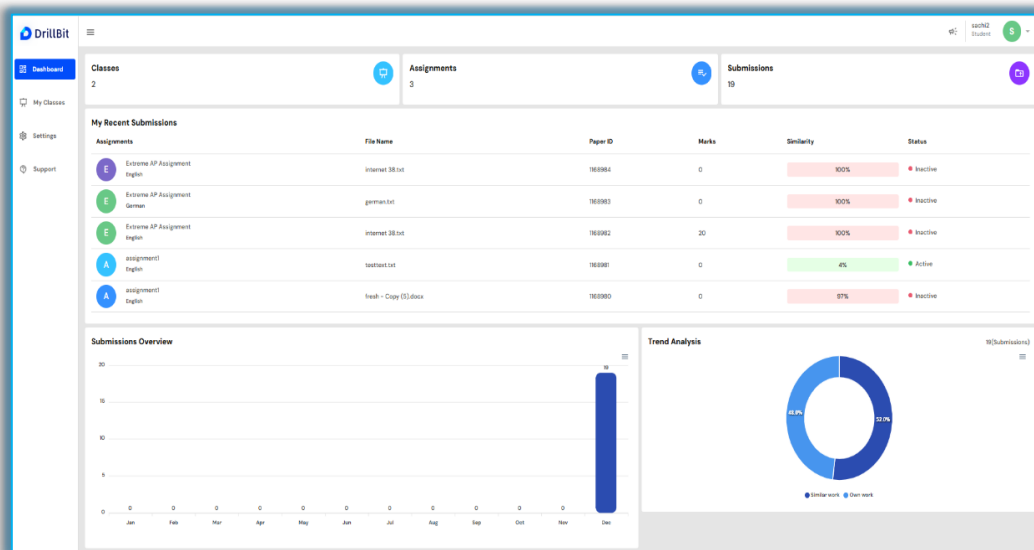 DrillBit
sachi2
Student
S
Dashboard
My Classes
Settings
Support
Classes
2
Assignments
3
Submissions
19
My Recent Submissions
Assignments File Name Paper ID Marks Similarity Status
E Extreme AP Assignment English internet 38.txt 1168984 0 100% Inactive
E Extreme AP Assignment German german.txt 1168983 0 100% Inactive
E Extreme AP Assignment English internet 38.txt 1168982 20 100% Inactive
A assignment1 English testtext.txt 1168981 0 4% Active
A assignment1 English fresh - Copy (5).docx 1168980 0 97% Inactive
Submissions Overview
20
15
10
5
0
0 0 0 0 0 0 0 0 0 0 0 19
Jan Feb Mar Apr May Jun Jul Aug Sep Oct Nov Dec
Trend Analysis
19(Submissions)
52.0%
Similar work Own work